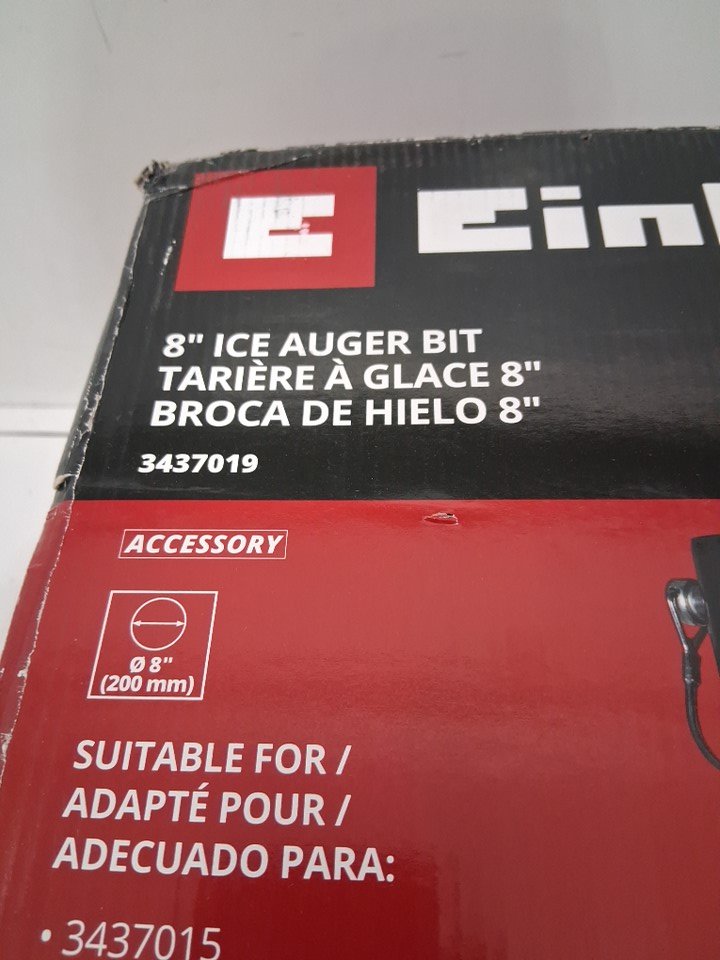 8" ICE AUGER BIT
TARIÈRE À GLACE 8"
BROCA DE HIELO 8"
3437019
ACCESSORY
Ø 8"
(200 mm)
SUITABLE FOR /
ADAPTÉ POUR /
ADECUADO PARA:
• 3437015